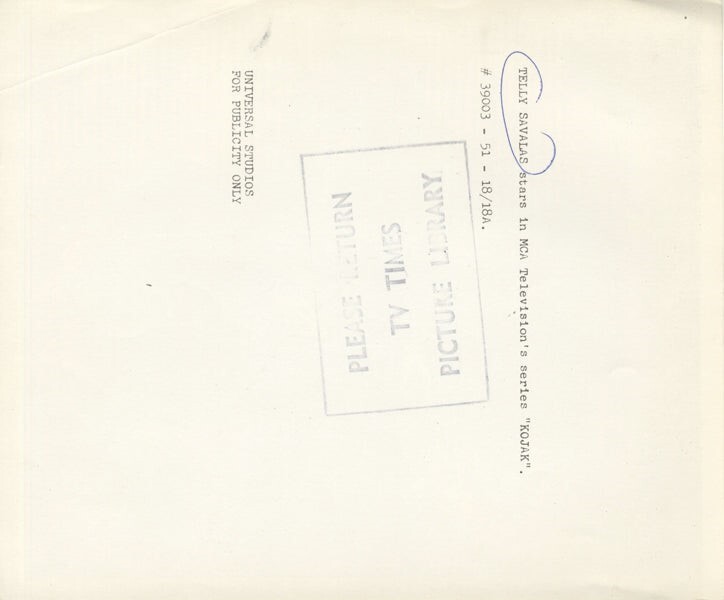 TELLY SAVALAS stars in MCA Television's series "KOJAK".
# 39003 - 51 - 18/18A.
UNIVERSAL STUDIOS
FOR PUBLICITY ONLY
PLEASE RETURN
TV TIMES
PICTURE LIBRARY